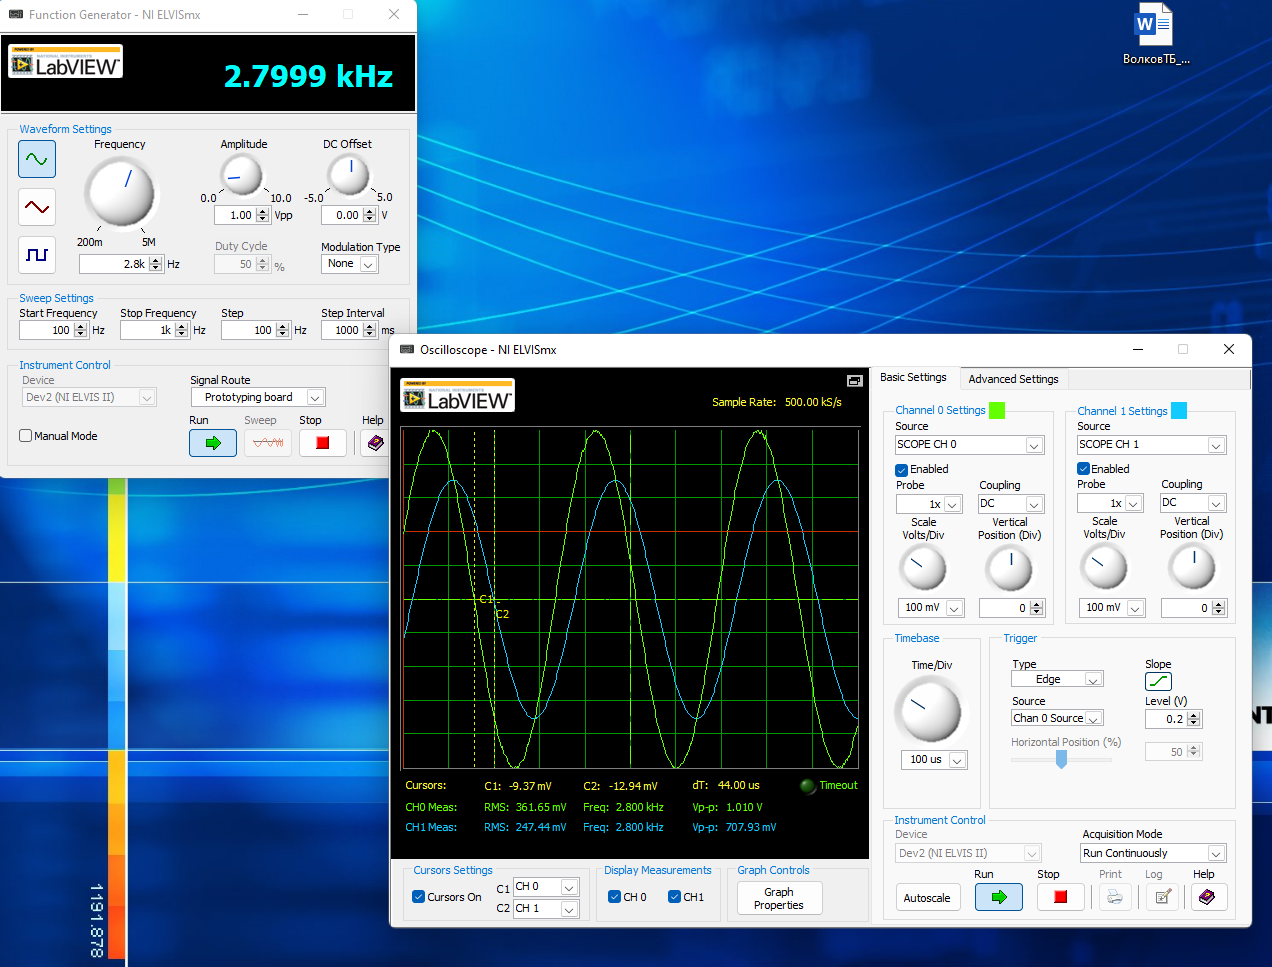 Function Generator - NI ELVISmx
POWERED BY
NATIONAL INSTRUMENTS
LabVIEW™
2.7999 kHz
Waveform Settings
Frequency
Amplitude
DC Offset
0.0
10.0
-5.0
5.0
1.00 Vpp
0.00 V
200m
5M
Duty Cycle
Modulation Type
2.8k Hz
50 %
None
Sweep Settings
Start Frequency
Stop Frequency
Step
Step Interval
100 Hz
1k Hz
100 Hz
1000 ms
Instrument Control
Device
Signal Route
Dev2 (NI ELVIS II)
Prototyping board
Run
Sweep
Stop
Help
Manual Mode
ВолковТБ_...
1191.878
Oscilloscope - NI ELVISmx
POWERED BY
NATIONAL INSTRUMENTS
LabVIEW™
Sample Rate: 500.00 kS/s
C1
C2
Cursors: C1: -9.37 mV C2: -12.94 mV dT: 44.00 us Timeout
CH0 Meas: RMS: 361.65 mV Freq: 2.800 kHz Vp-p: 1.010 V
CH1 Meas: RMS: 247.44 mV Freq: 2.800 kHz Vp-p: 707.93 mV
Cursors Settings
Cursors On
C1 CH 0
C2 CH 1
Display Measurements
CH 0
CH1
Graph Controls
Graph
Properties
Basic Settings
Advanced Settings
Channel 0 Settings
Source
SCOPE CH 0
Enabled
Probe
Coupling
1x
DC
Scale
Volts/Div
Vertical
Position (Div)
100 mV
0
Channel 1 Settings
Source
SCOPE CH 1
Enabled
Probe
Coupling
1x
DC
Scale
Volts/Div
Vertical
Position (Div)
100 mV
0
Timebase
Time/Div
100 us
Trigger
Type
Edge
Slope
Source
Chan 0 Source
Level (V)
0.2
Horizontal Position (%)
50
Instrument Control
Device
Dev2 (NI ELVIS II)
Acquisition Mode
Run Continuously
Run
Stop
Print
Log
Help
Autoscale
NT